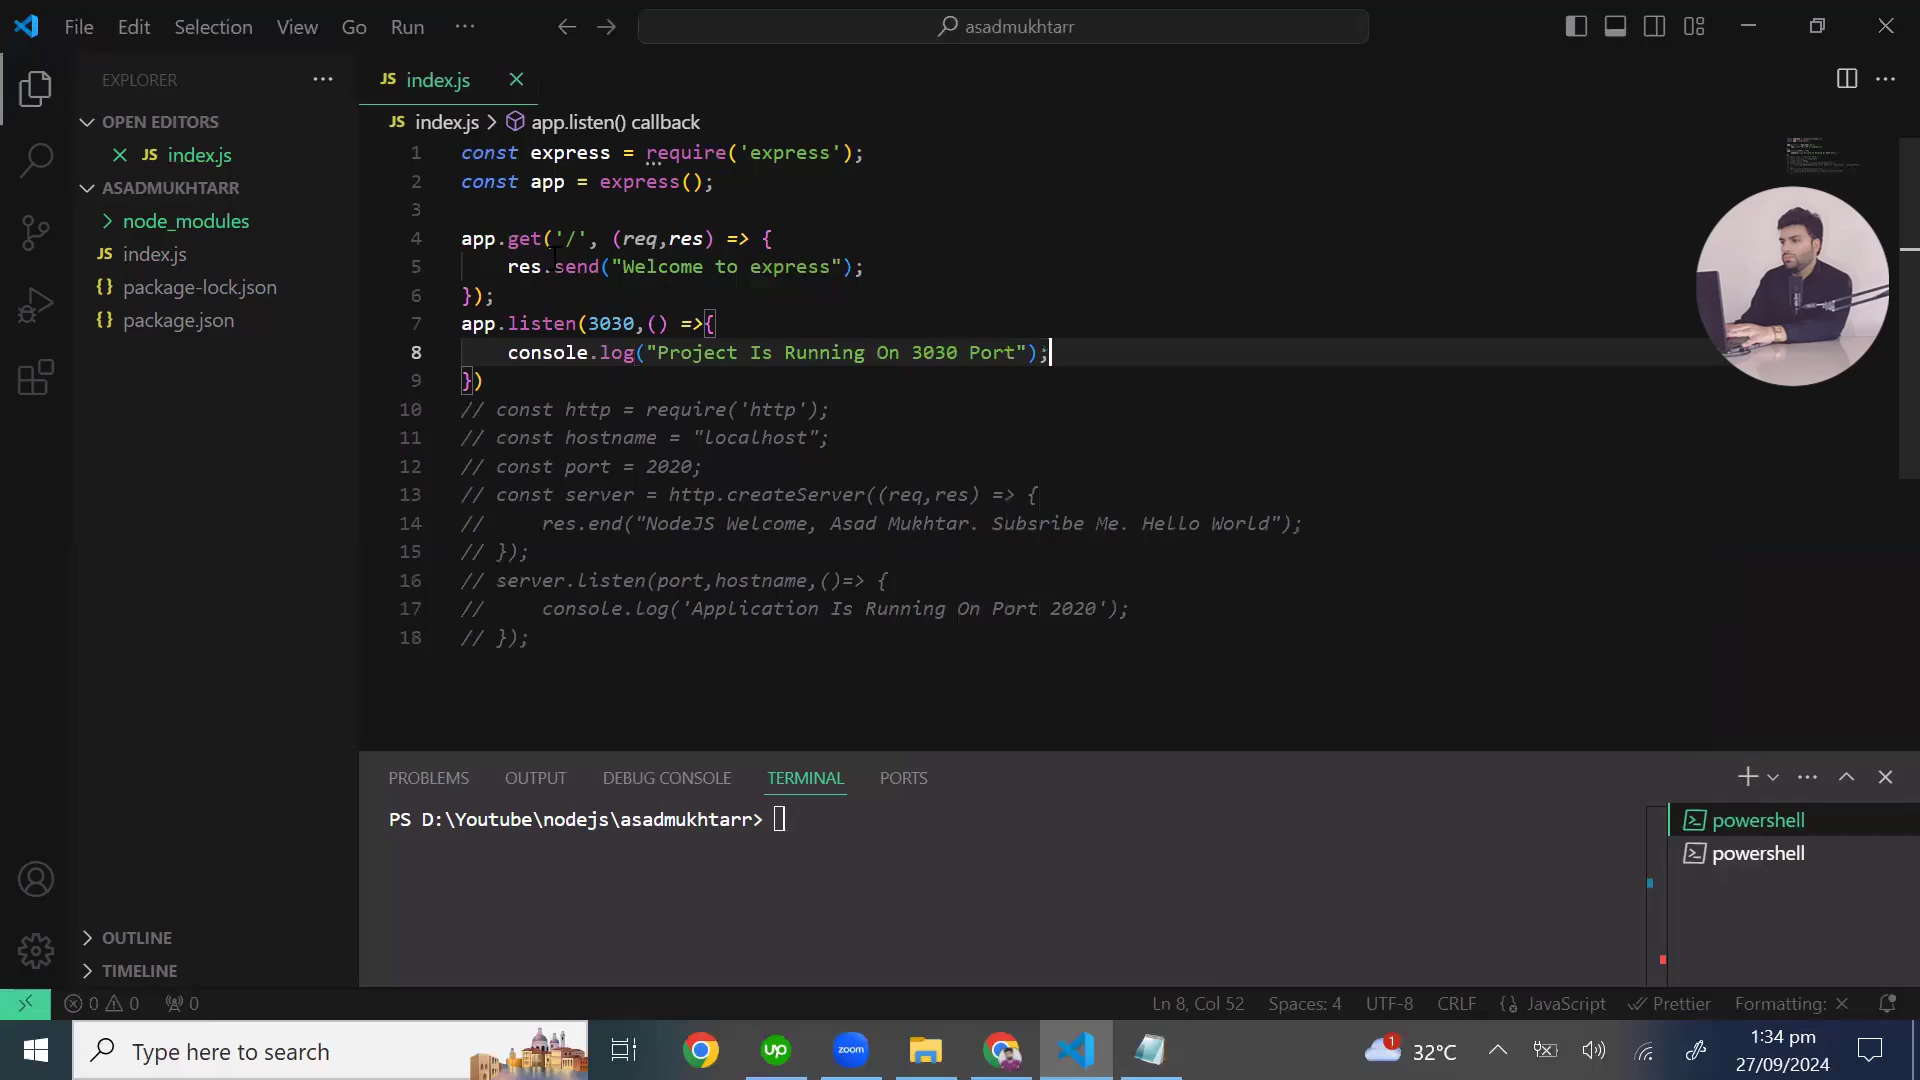 File Edit Selection View Go Run ···
asadmukhtarr
EXPLORER
OPEN EDITORS
JS index.js
ASADMUKHTARR
node_modules
JS index.js
{} package-lock.json
{} package.json
OUTLINE
TIMELINE
JS index.js
JS index.js > app.listen() callback
1 const express = require('express');
2 const app = express();
3
4 app.get('/', (req,res) => {
5 res.send("Welcome to express");
6 });
7 app.listen(3030,() =>{
8 console.log("Project Is Running On 3030 Port");
9 })
10 // const http = require('http');
11 // const hostname = "localhost";
12 // const port = 2020;
13 // const server = http.createServer((req,res) => {
14 // res.end("NodeJS Welcome, Asad Mukhtar. Subsribe Me. Hello World");
15 // });
16 // server.listen(port,hostname,()=> {
17 // console.log('Application Is Running On Port 2020');
18 // });
PROBLEMS OUTPUT DEBUG CONSOLE TERMINAL PORTS
PS D:\Youtube\nodejs\asadmukhtarr>
powershell
powershell
0 0 0
Ln 8, Col 52 Spaces: 4 UTF-8 CRLF {} JavaScript Prettier Formatting: ×
Type here to search
up
zoom
1
32°C
1:34 pm
27/09/2024